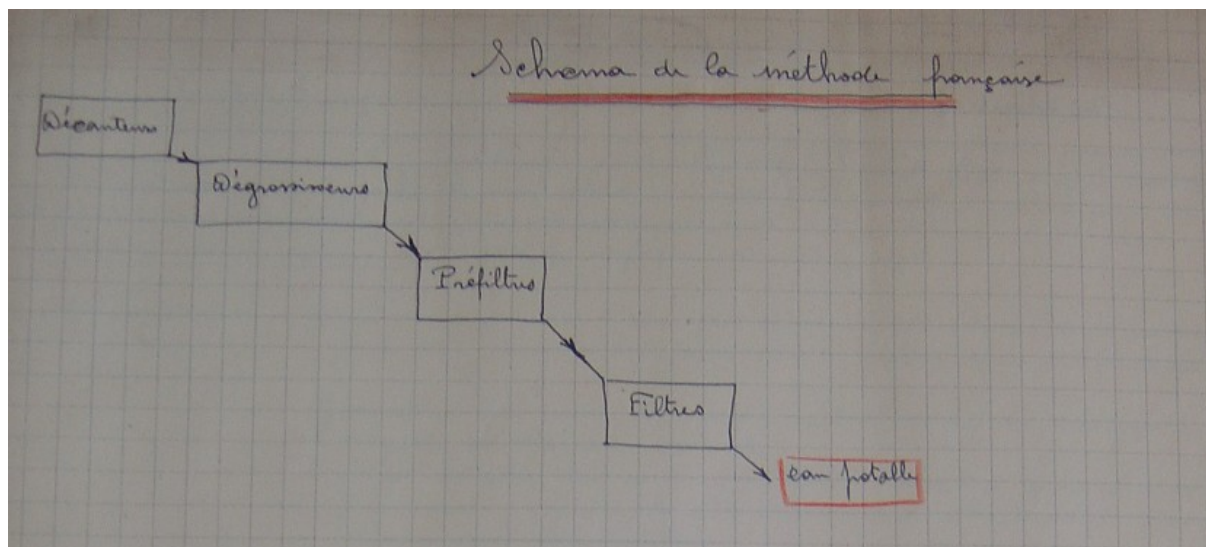 Schema de la méthode française
Décanteurs
Dégrossisseurs
Préfiltres
Filtres
eau potable